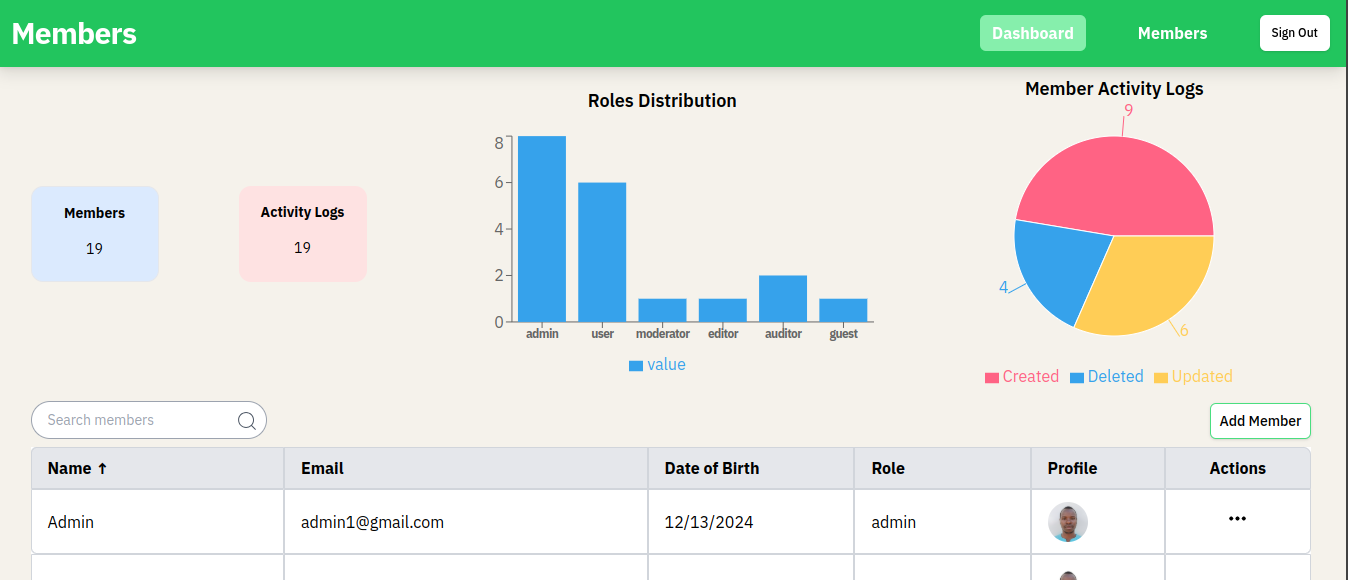 Members
Dashboard
Members
Sign Out
Members
19
Activity Logs
19
Roles Distribution
8
6
4
2
0
admin
user
moderator
editor
auditor
guest
value
Member Activity Logs
9
4
6
Created
Deleted
Updated
Search members
Add Member
Name ↑
Email
Date of Birth
Role
Profile
Actions
Admin
admin1@gmail.com
12/13/2024
admin